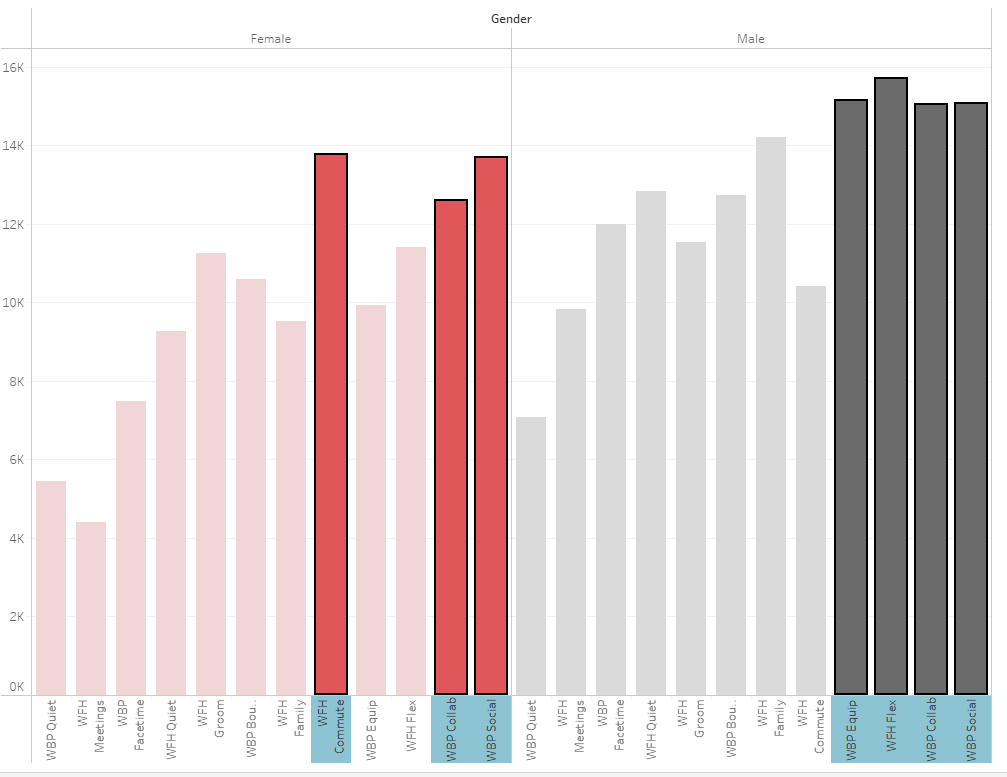 Gender
Female
Male
16K
14K
12K
10K
8K
6K
4K
2K
0K
WBP Quiet
WFH
Meetings
WBP
Facetime
WFH Quiet
WFH
Groom
WBP Bou..
WFH
Family
WFH
Commute
WBP Equip
WFH Flex
WBP Collab
WBP Social
WBP Quiet
WFH
Meetings
WBP
Facetime
WFH Quiet
WFH
Groom
WBP Bou..
WFH
Family
WFH
Commute
WBP Equip
WFH Flex
WBP Collab
WBP Social